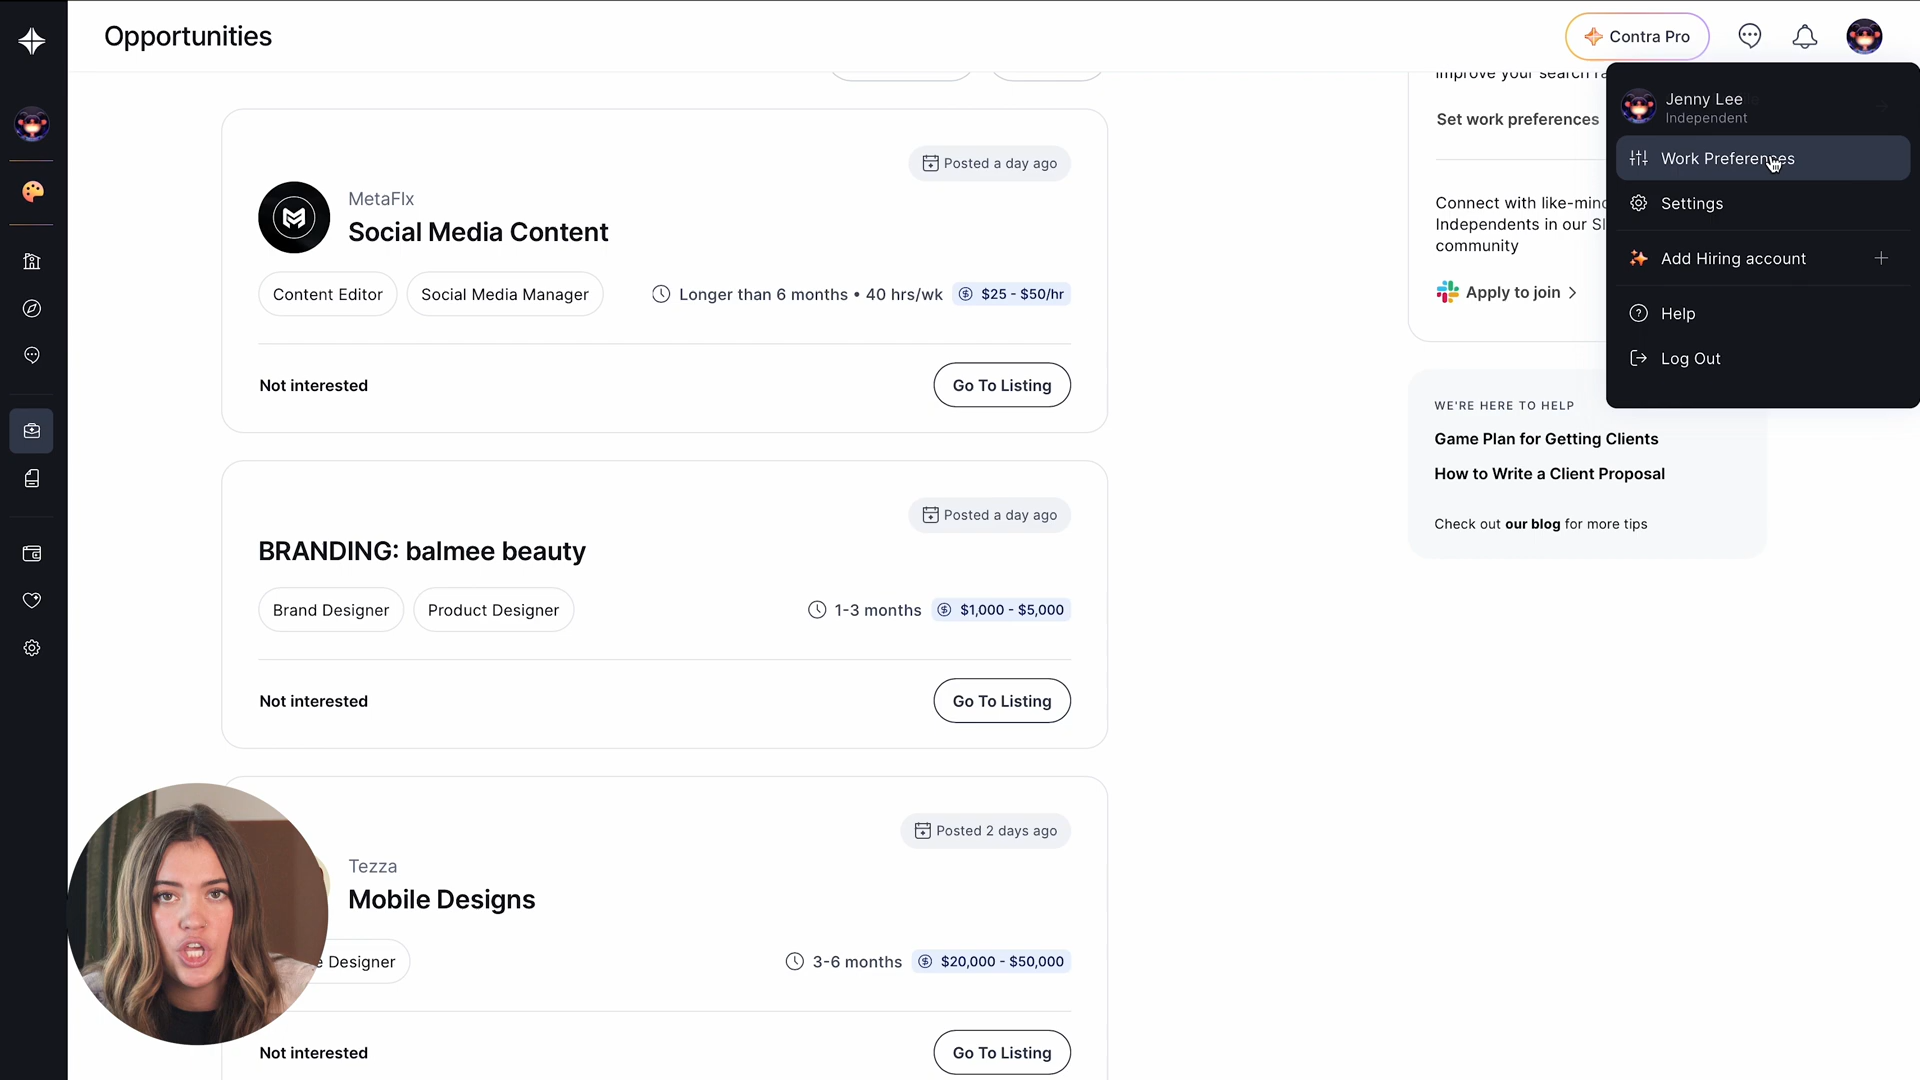 Opportunities
Contra Pro
Posted a day ago
MetaFlx
Social Media Content
Content Editor
Social Media Manager
Longer than 6 months • 40 hrs/wk
$25 - $50/hr
Not interested
Go To Listing
Posted a day ago
BRANDING: balmee beauty
Brand Designer
Product Designer
1-3 months
$1,000 - $5,000
Not interested
Go To Listing
Posted 2 days ago
Tezza
Mobile Designs
Designer
3-6 months
$20,000 - $50,000
Not interested
Go To Listing
improve your search
Set work preferences
Connect with
Independents in our
community
Apply to join
WE'RE HERE TO HELP
Game Plan for Getting Clients
How to Write a Client Proposal
Check out our blog for more tips
Jenny Lee
Independent
Work Preferences
Settings
Add Hiring account
Help
Log Out